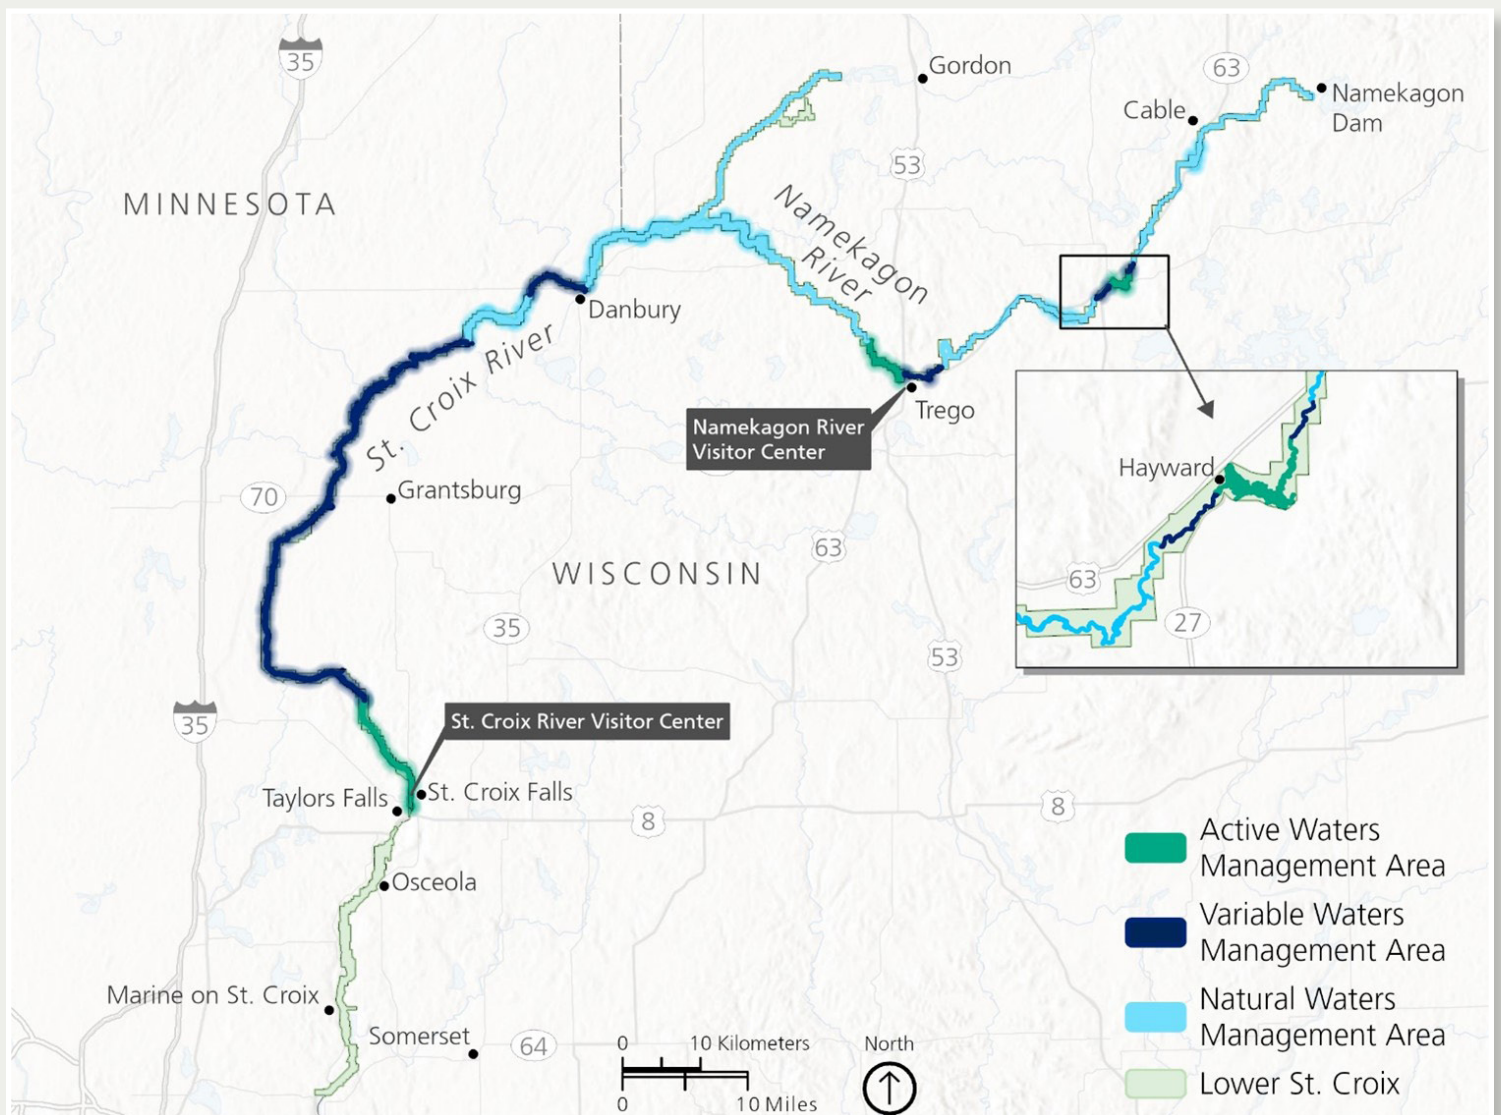 35
Gordon
63
Cable
Namekagon
Dam
53
MINNESOTA
Namekagon
River
Danbury
St. Croix River
Trego
Namekagon River
Visitor Center
Hayward
70
Grantsburg
63
WISCONSIN
63
27
35
53
35
St. Croix River Visitor Center
Taylors Falls
St. Croix Falls
8
8
Osceola
Marine on St. Croix
Somerset
64
0
10 Kilometers
0
10 Miles
North
Active Waters
Management Area
Variable Waters
Management Area
Natural Waters
Management Area
Lower St. Croix